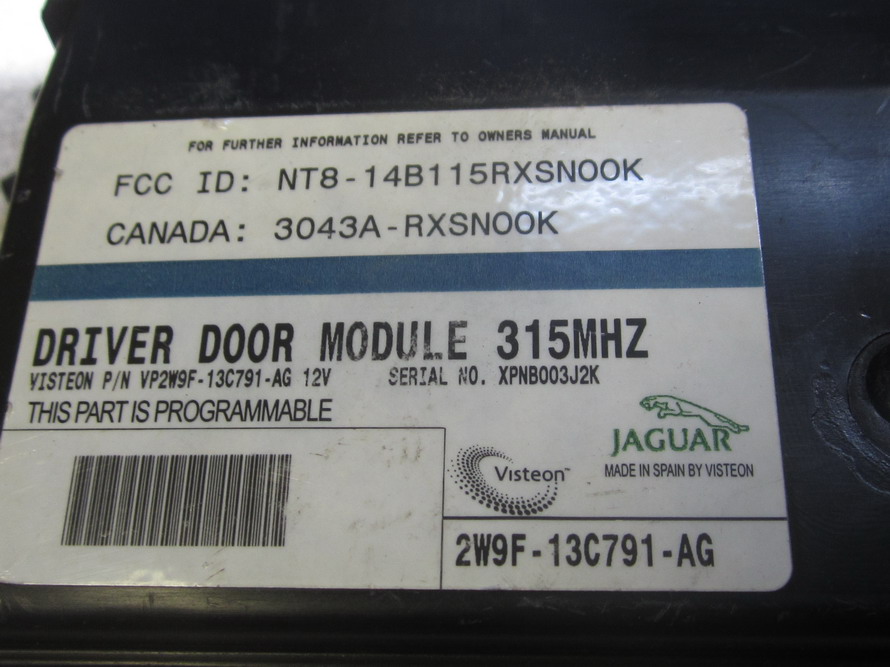 FOR FURTHER INFORMATION REFER TO OWNERS MANUAL
FCC ID: NT8-14B115RXSNOOK
CANADA: 3043A-RXSNOOK
DRIVER DOOR MODULE 315MHZ
VISTEON P/N VP2W9F-13C791-AG 12V SERIAL NO. XPNB003J2K
THIS PART IS PROGRAMMABLE
JAGUAR
MADE IN SPAIN BY VISTEON
Visteon™
2W9F-13C791-AG